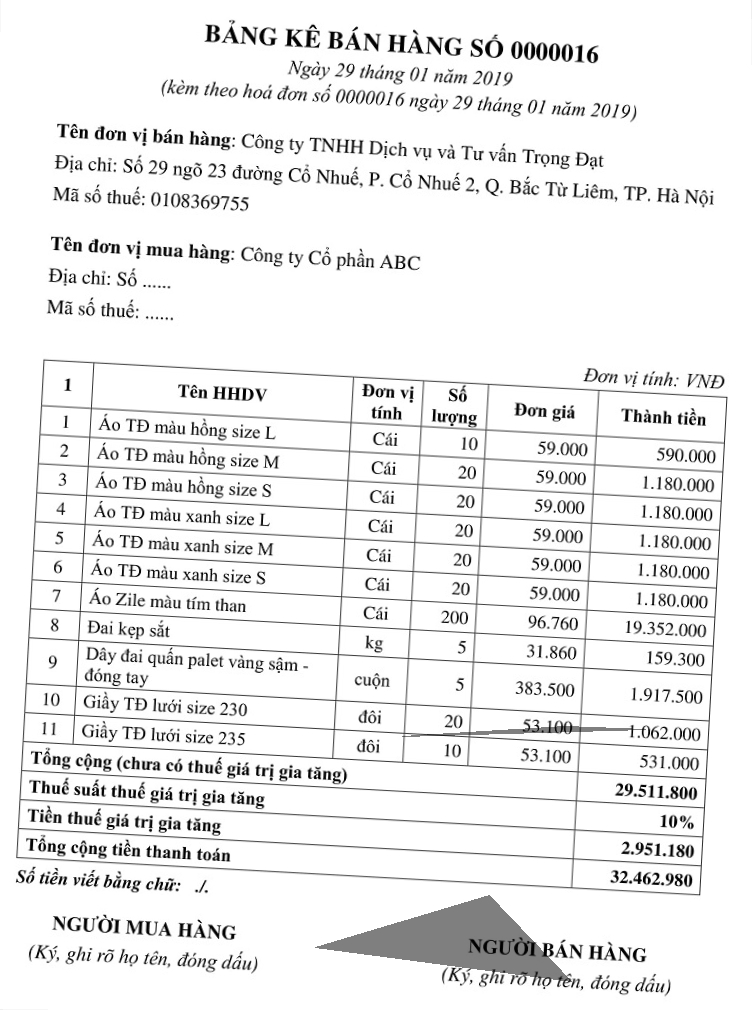 BẢNG KÊ BÁN HÀNG SỐ 0000016
Ngày 29 tháng 01 năm 2019
(kèm theo hoá đơn số 0000016 ngày 29 tháng 01 năm 2019)
Tên đơn vị bán hàng: Công ty TNHH Dịch vụ và Tư vấn Trọng Đạt
Địa chỉ: Số 29 ngõ 23 đường Cổ Nhuế, P. Cổ Nhuế 2, Q. Bắc Từ Liêm, TP. Hà Nội
Mã số thuế: 0108369755
Tên đơn vị mua hàng: Công ty Cổ phần ABC
Địa chỉ: Số ......
Mã số thuế: ......
Đơn vị tính: VNĐ
1 Tên HHDV Đơn vị tính Số lượng Đơn giá Thành tiền
1 Áo TĐ màu hồng size L Cái 10 59.000 590.000
2 Áo TĐ màu hồng size M Cái 20 59.000 1.180.000
3 Áo TĐ màu hồng size S Cái 20 59.000 1.180.000
4 Áo TĐ màu xanh size L Cái 20 59.000 1.180.000
5 Áo TĐ màu xanh size M Cái 20 59.000 1.180.000
6 Áo TĐ màu xanh size S Cái 20 59.000 1.180.000
7 Áo Zile màu tím than Cái 200 96.760 19.352.000
8 Đai kẹp sắt kg 5 31.860 159.300
9 Dây đai quấn palet vàng sậm - đóng tay cuộn 5 383.500 1.917.500
10 Giầy TĐ lưới size 230 đôi 20 53.100 1.062.000
11 Giầy TĐ lưới size 235 đôi 10 53.100 531.000
Tổng cộng (chưa có thuế giá trị gia tăng) 29.511.800
Thuế suất thuế giá trị gia tăng 10%
Tiền thuế giá trị gia tăng 2.951.180
Tổng cộng tiền thanh toán 32.462.980
Số tiền viết bằng chữ: ./.
NGƯỜI MUA HÀNG NGƯỜI BÁN HÀNG
(Ký, ghi rõ họ tên, đóng dấu) (Ký, ghi rõ họ tên, đóng dấu)